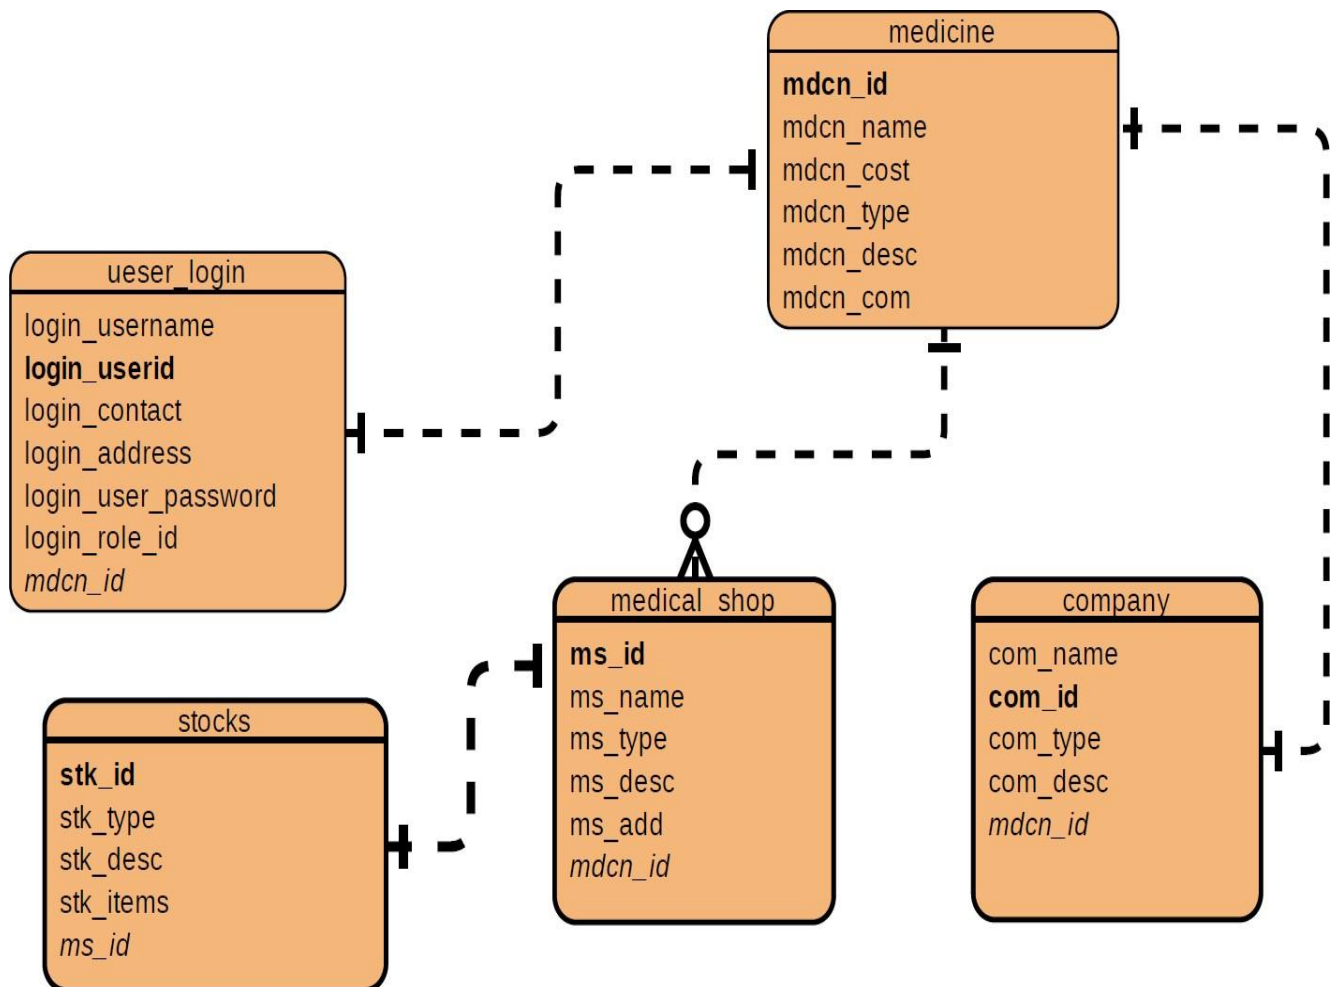 medicine
mdcn_id
mdcn_name
mdcn_cost
mdcn_type
mdcn_desc
mdcn_com
ueser_login
login_username
login_userid
login_contact
login_address
login_user_password
login_role_id
mdcn_id
medical_shop
ms_id
ms_name
ms_type
ms_desc
ms_add
mdcn_id
company
com_name
com_id
com_type
com_desc
mdcn_id
stocks
stk_id
stk_type
stk_desc
stk_items
ms_id